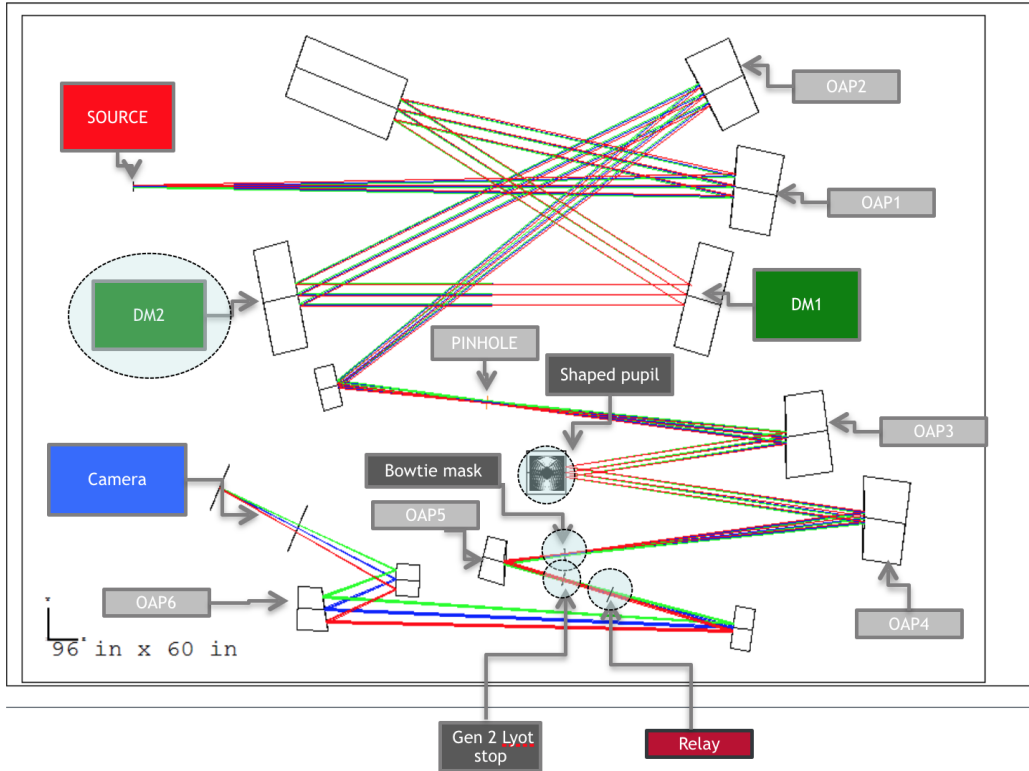 OAP2
SOURCE
OAP1
DM2
DM1
PINHOLE
Shaped pupil
OAP3
Bowtie mask
Camera
OAP5
OAP6
OAP4
96 in x 60 in
Gen 2 Lyot
stop
Relay